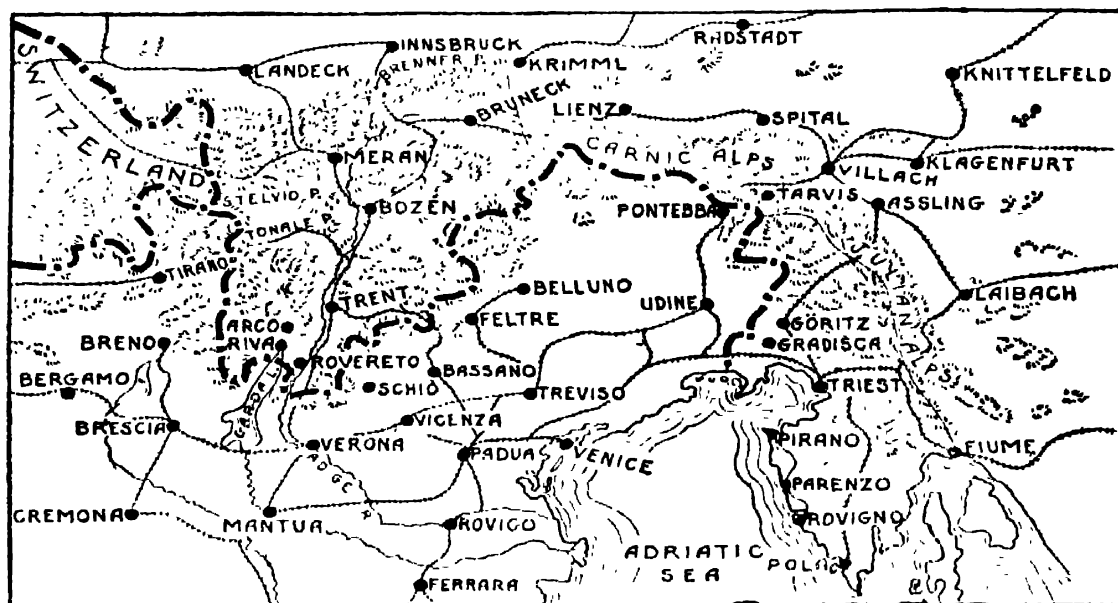 RADSTADT
INNSBRUCK
BRENNER P.
KRIMML
LANDECK
KNITTELFELD
SWITZERLAND
BRUNECK
LIENZ
SPITAL
MERAN
CARNIC ALPS
VILLACH
KLAGENFURT
STELVIO P.
TARVIS
BOZEN
PONTEBBA
ASSLING
TONALE
TIRANO
BELLUNO
LAIBACH
TRENT
UDINE
ARCO
FELTRE
GÖRITZ
RIVA
GRADISCA
BRENO
ROVERETO
BERGAMO
SCHIO
BASSANO
TREVISO
TRIEST
GARDA L.
VICENZA
BRESCIA
VERONA
PADUA
VENICE
PIRANO
FIUME
ADIGE R.
PARENZO
CREMONA
MANTUA
ROVIGO
ROVIGNO
ADRIATIC
SEA
POLA
FERRARA